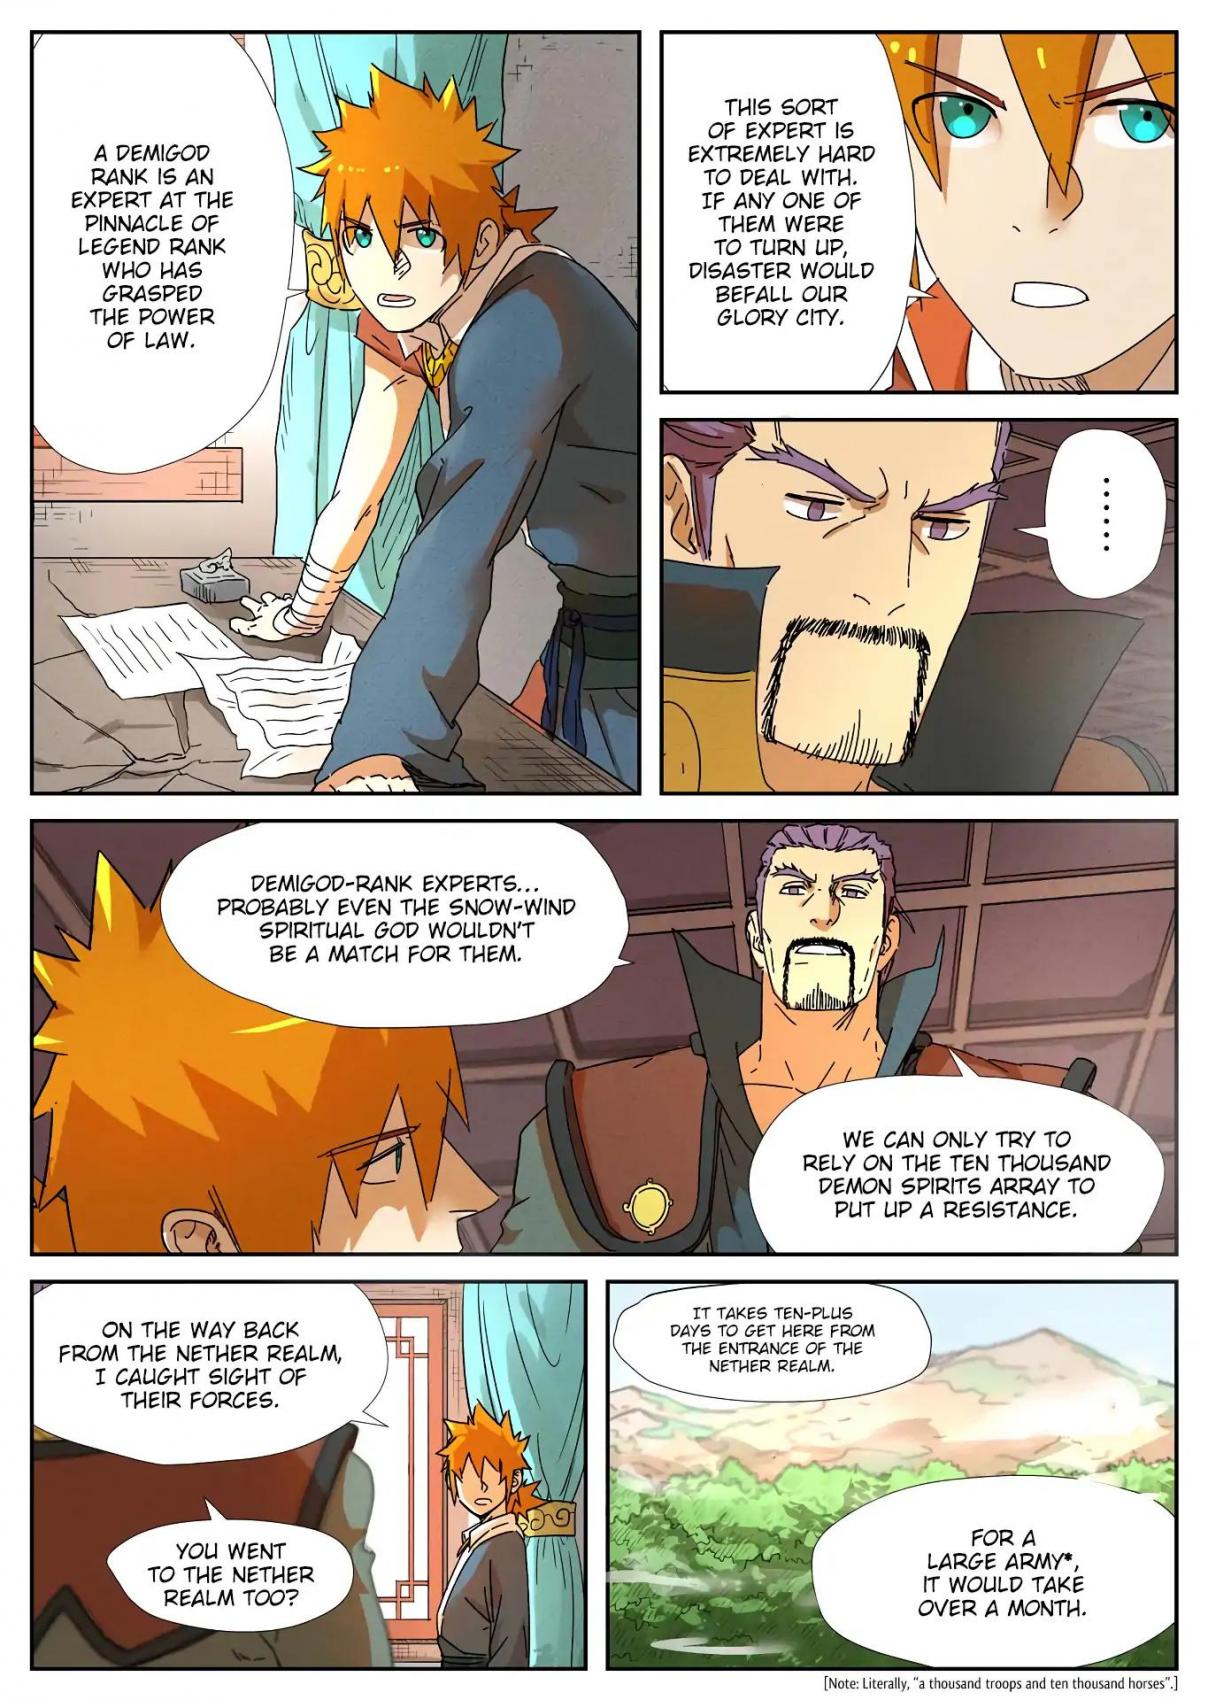 A DEMIGOD
RANK IS AN
EXPERT AT THE
PINNACLE OF
LEGEND RANK
WHO HAS
GRASPED
THE POWER
OF LAW.
THIS SORT
OF EXPERT IS
EXTREMELY HARD
TO DEAL WITH.
IF ANY ONE OF
THEM WERE
TO TURN UP,
DISASTER WOULD
BEFALL OUR
GLORY CITY.
......
DEMIGOD-RANK EXPERTS...
PROBABLY EVEN THE SNOW-WIND
SPIRITUAL GOD WOULDN'T
BE A MATCH FOR THEM.
WE CAN ONLY TRY TO
RELY ON THE TEN THOUSAND
DEMON SPIRITS ARRAY TO
PUT UP A RESISTANCE.
ON THE WAY BACK
FROM THE NETHER REALM,
I CAUGHT SIGHT OF
THEIR FORCES.
YOU WENT
TO THE NETHER
REALM TOO?
IT TAKES TEN-PLUS
DAYS TO GET HERE FROM
THE ENTRANCE OF THE
NETHER REALM.
FOR A
LARGE ARMY*,
IT WOULD TAKE
OVER A MONTH.
[Note: Literally, "a thousand troops and ten thousand horses".]